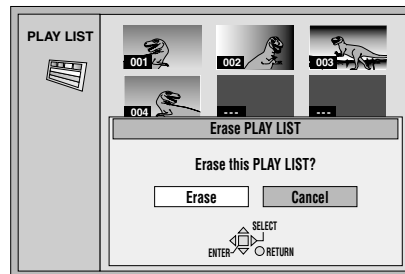 PLAY LIST
001 002 003
004 --- ---
Erase PLAY LIST
Erase this PLAY LIST?
Erase Cancel
SELECT
ENTER RETURN